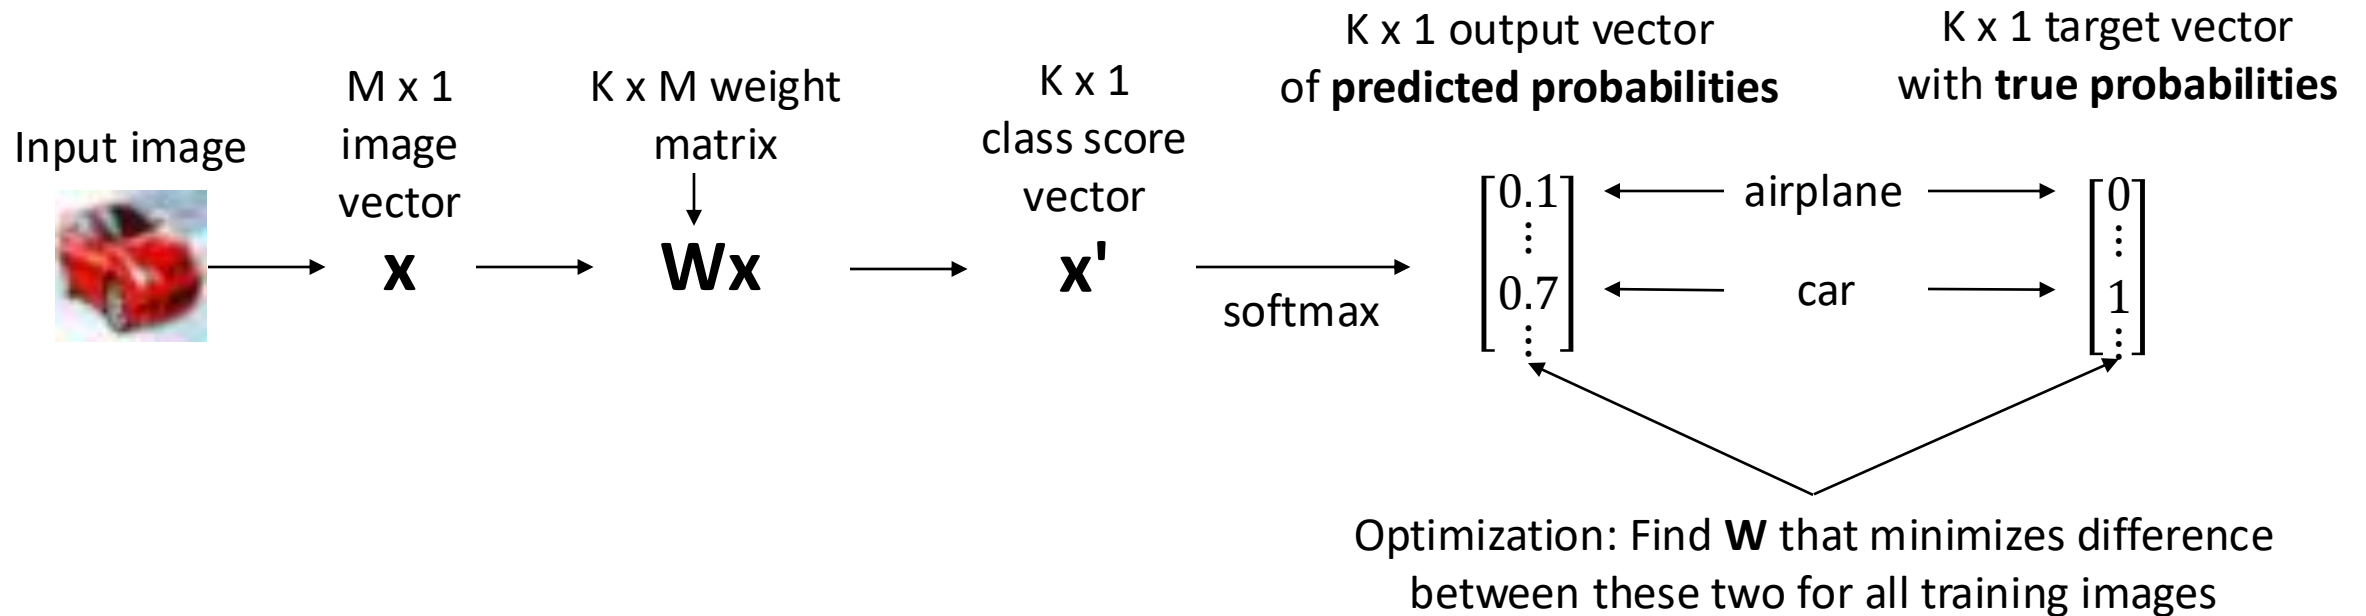 Input image
M x 1
image
vector
x
K x M weight
matrix
Wx
K x 1
class score
vector
x'
softmax
K x 1 output vector
of predicted probabilities
0.1
⋮
0.7
⋮
airplane
car
K x 1 target vector
with true probabilities
0
⋮
1
⋮
Optimization: Find W that minimizes difference
between these two for all training images